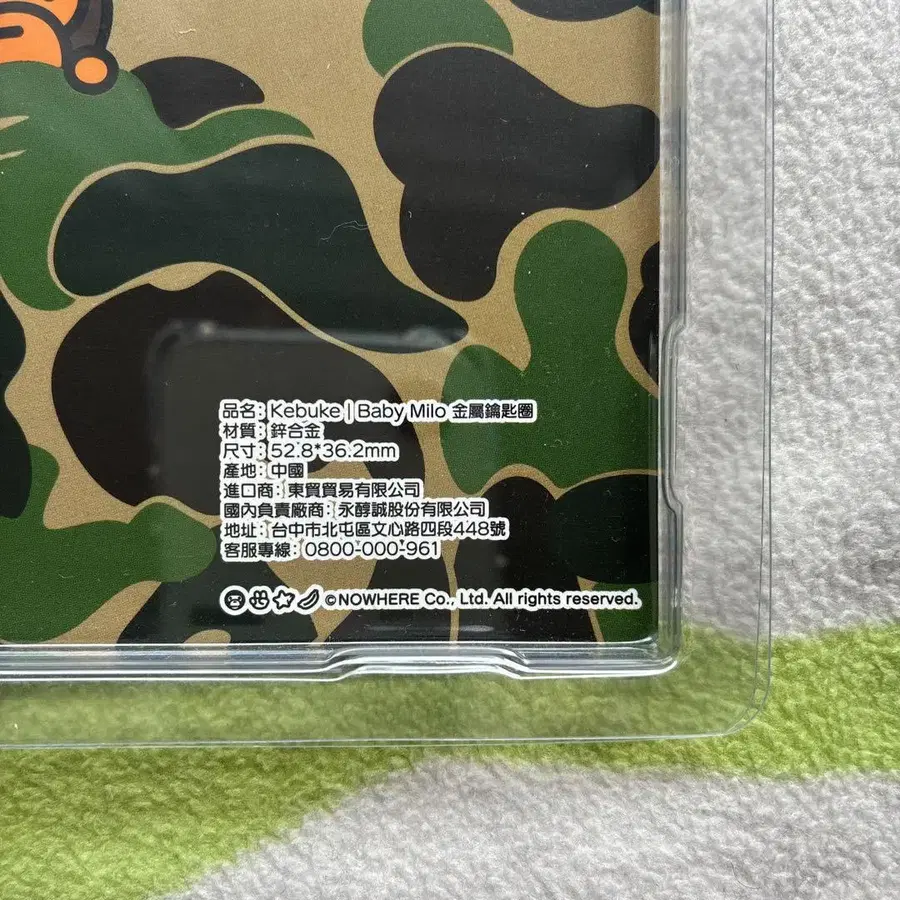 品名: Kebuke | Baby Milo 金屬鑰匙圈
材質: 鋅合金
尺寸: 52.8*36.2mm
產地: 中國
進口商: 東貿貿易有限公司
國內負責廠商: 永醇誠股份有限公司
地址: 台中市北屯區文心路四段448號
客服專線: 0800-000-961
©NOWHERE Co., Ltd. All rights reserved.